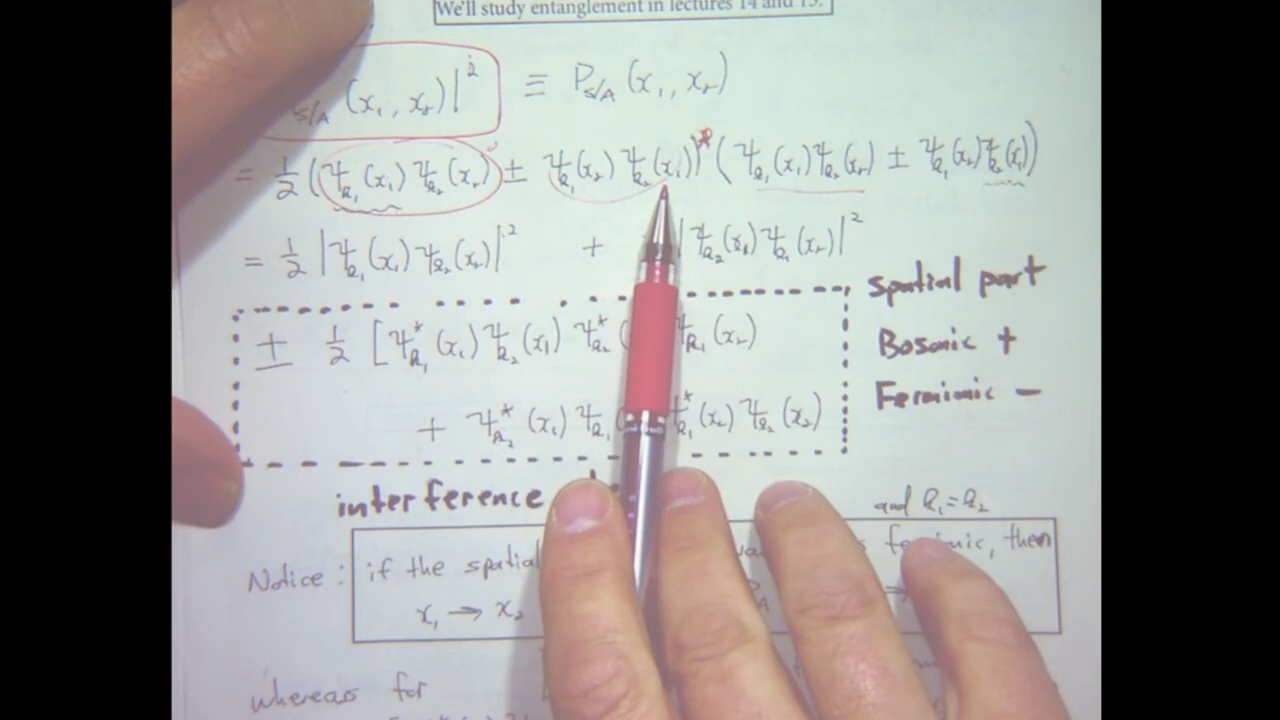 We'll study entanglement in lectures 14 and 15.
S/A (x₁, x₂)|² ≡ P_S/A (x₁, x₂)
= ½ (ψ_k₁(x₁) ψ_k₂(x₂) ± ψ_k₁(x₂) ψ_k₂(x₁))* (ψ_k₁(x₁) ψ_k₂(x₂) ± ψ_k₁(x₂) ψ_k₂(x₁))
= ½ |ψ_k₁(x₁) ψ_k₂(x₂)|² + |ψ_k₂(x₁) ψ_k₁(x₂)|²
spatial part
± ½ [ψ*_k₁(x₁) ψ_k₂(x₁) ψ*_k₂( ψ_k₁(x₂)
Bosonic +
Fermionic −
+ ψ*_k₂(x₁) ψ_k₁( ψ*_k₁(x₂) ψ_k₂(x₂)
interference
and k₁=k₂
Notice : if the spatial fermionic, then
x₁ → x₂ A →
whereas for